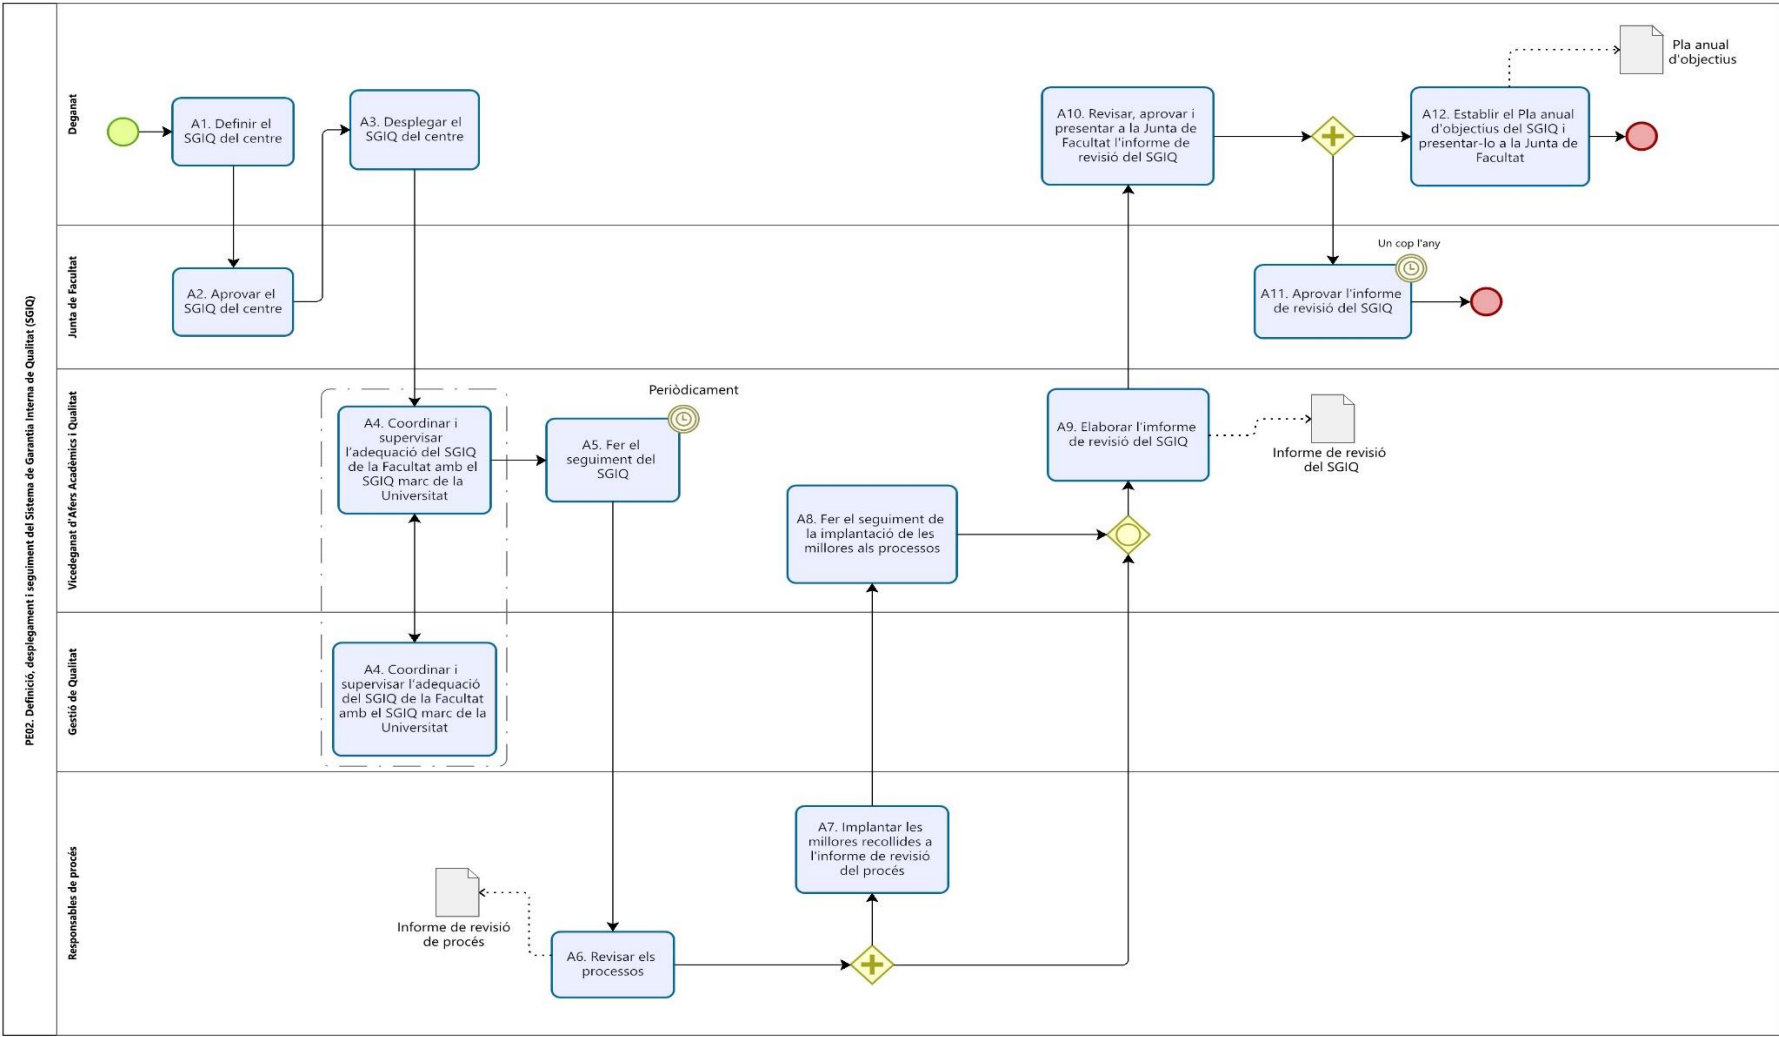 PE02. Definició, desplegament i seguiment del Sistema de Garantia Interna de Qualitat (SGIQ)
Deganat
A1. Definir el
SGIQ del centre
A3. Desplegar el
SGIQ del centre
A10. Revisar, aprovar i
presentar a la Junta de
Facultat l'informe de
revisió del SGIQ
A12. Establir el Pla anual
d'objectius del SGIQ i
presentar-lo a la Junta de
Facultat
Pla anual
d'objectius
Junta de Facultat
A2. Aprovar el
SGIQ del centre
Un cop l'any
A11. Aprovar l'informe
de revisió del SGIQ
Vicedeganat d'Afers Acadèmics i Qualitat
A4. Coordinar i
supervisar
l'adequació del SGIQ
de la Facultat amb el
SGIQ marc de la
Universitat
Periòdicament
A5. Fer el
seguiment del
SGIQ
A8. Fer el seguiment de
la implantació de les
millores als processos
A9. Elaborar l'imforme
de revisió del SGIQ
Informe de revisió
del SGIQ
Gestió de Qualitat
A4. Coordinar i
supervisar l'adequació
del SGIQ de la Facultat
amb el SGIQ marc de la
Universitat
Responsables de procés
Informe de revisió
de procés
A6. Revisar els
processos
A7. Implantar les
millores recollides a
l'informe de revisió
del procés